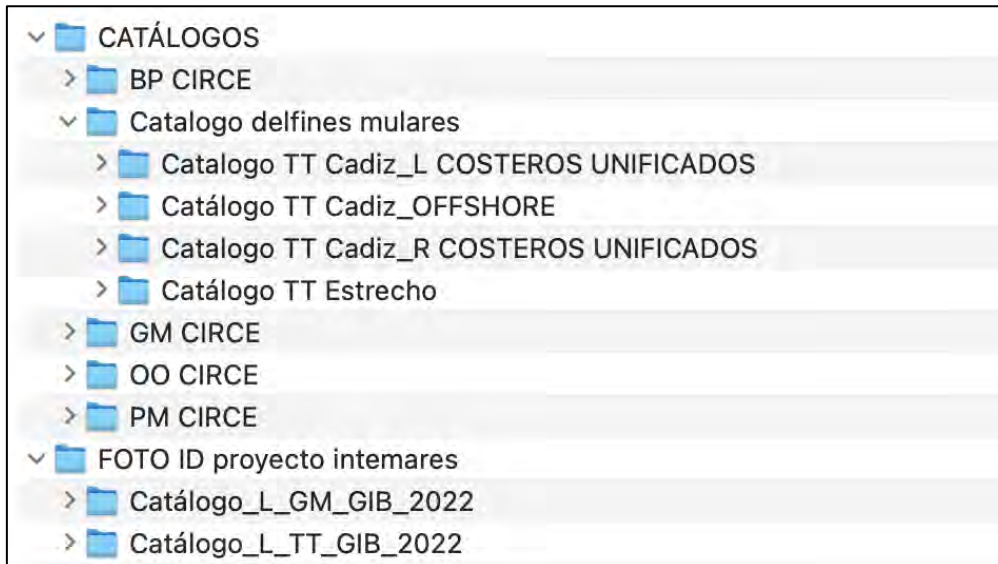 CATÁLOGOS
BP CIRCE
Catalogo delfines mulares
Catalogo TT Cadiz_L COSTEROS UNIFICADOS
Catálogo TT Cadiz_OFFSHORE
Catalogo TT Cadiz_R COSTEROS UNIFICADOS
Catálogo TT Estrecho
GM CIRCE
OO CIRCE
PM CIRCE
FOTO ID proyecto intemares
Catálogo_L_GM_GIB_2022
Catálogo_L_TT_GIB_2022